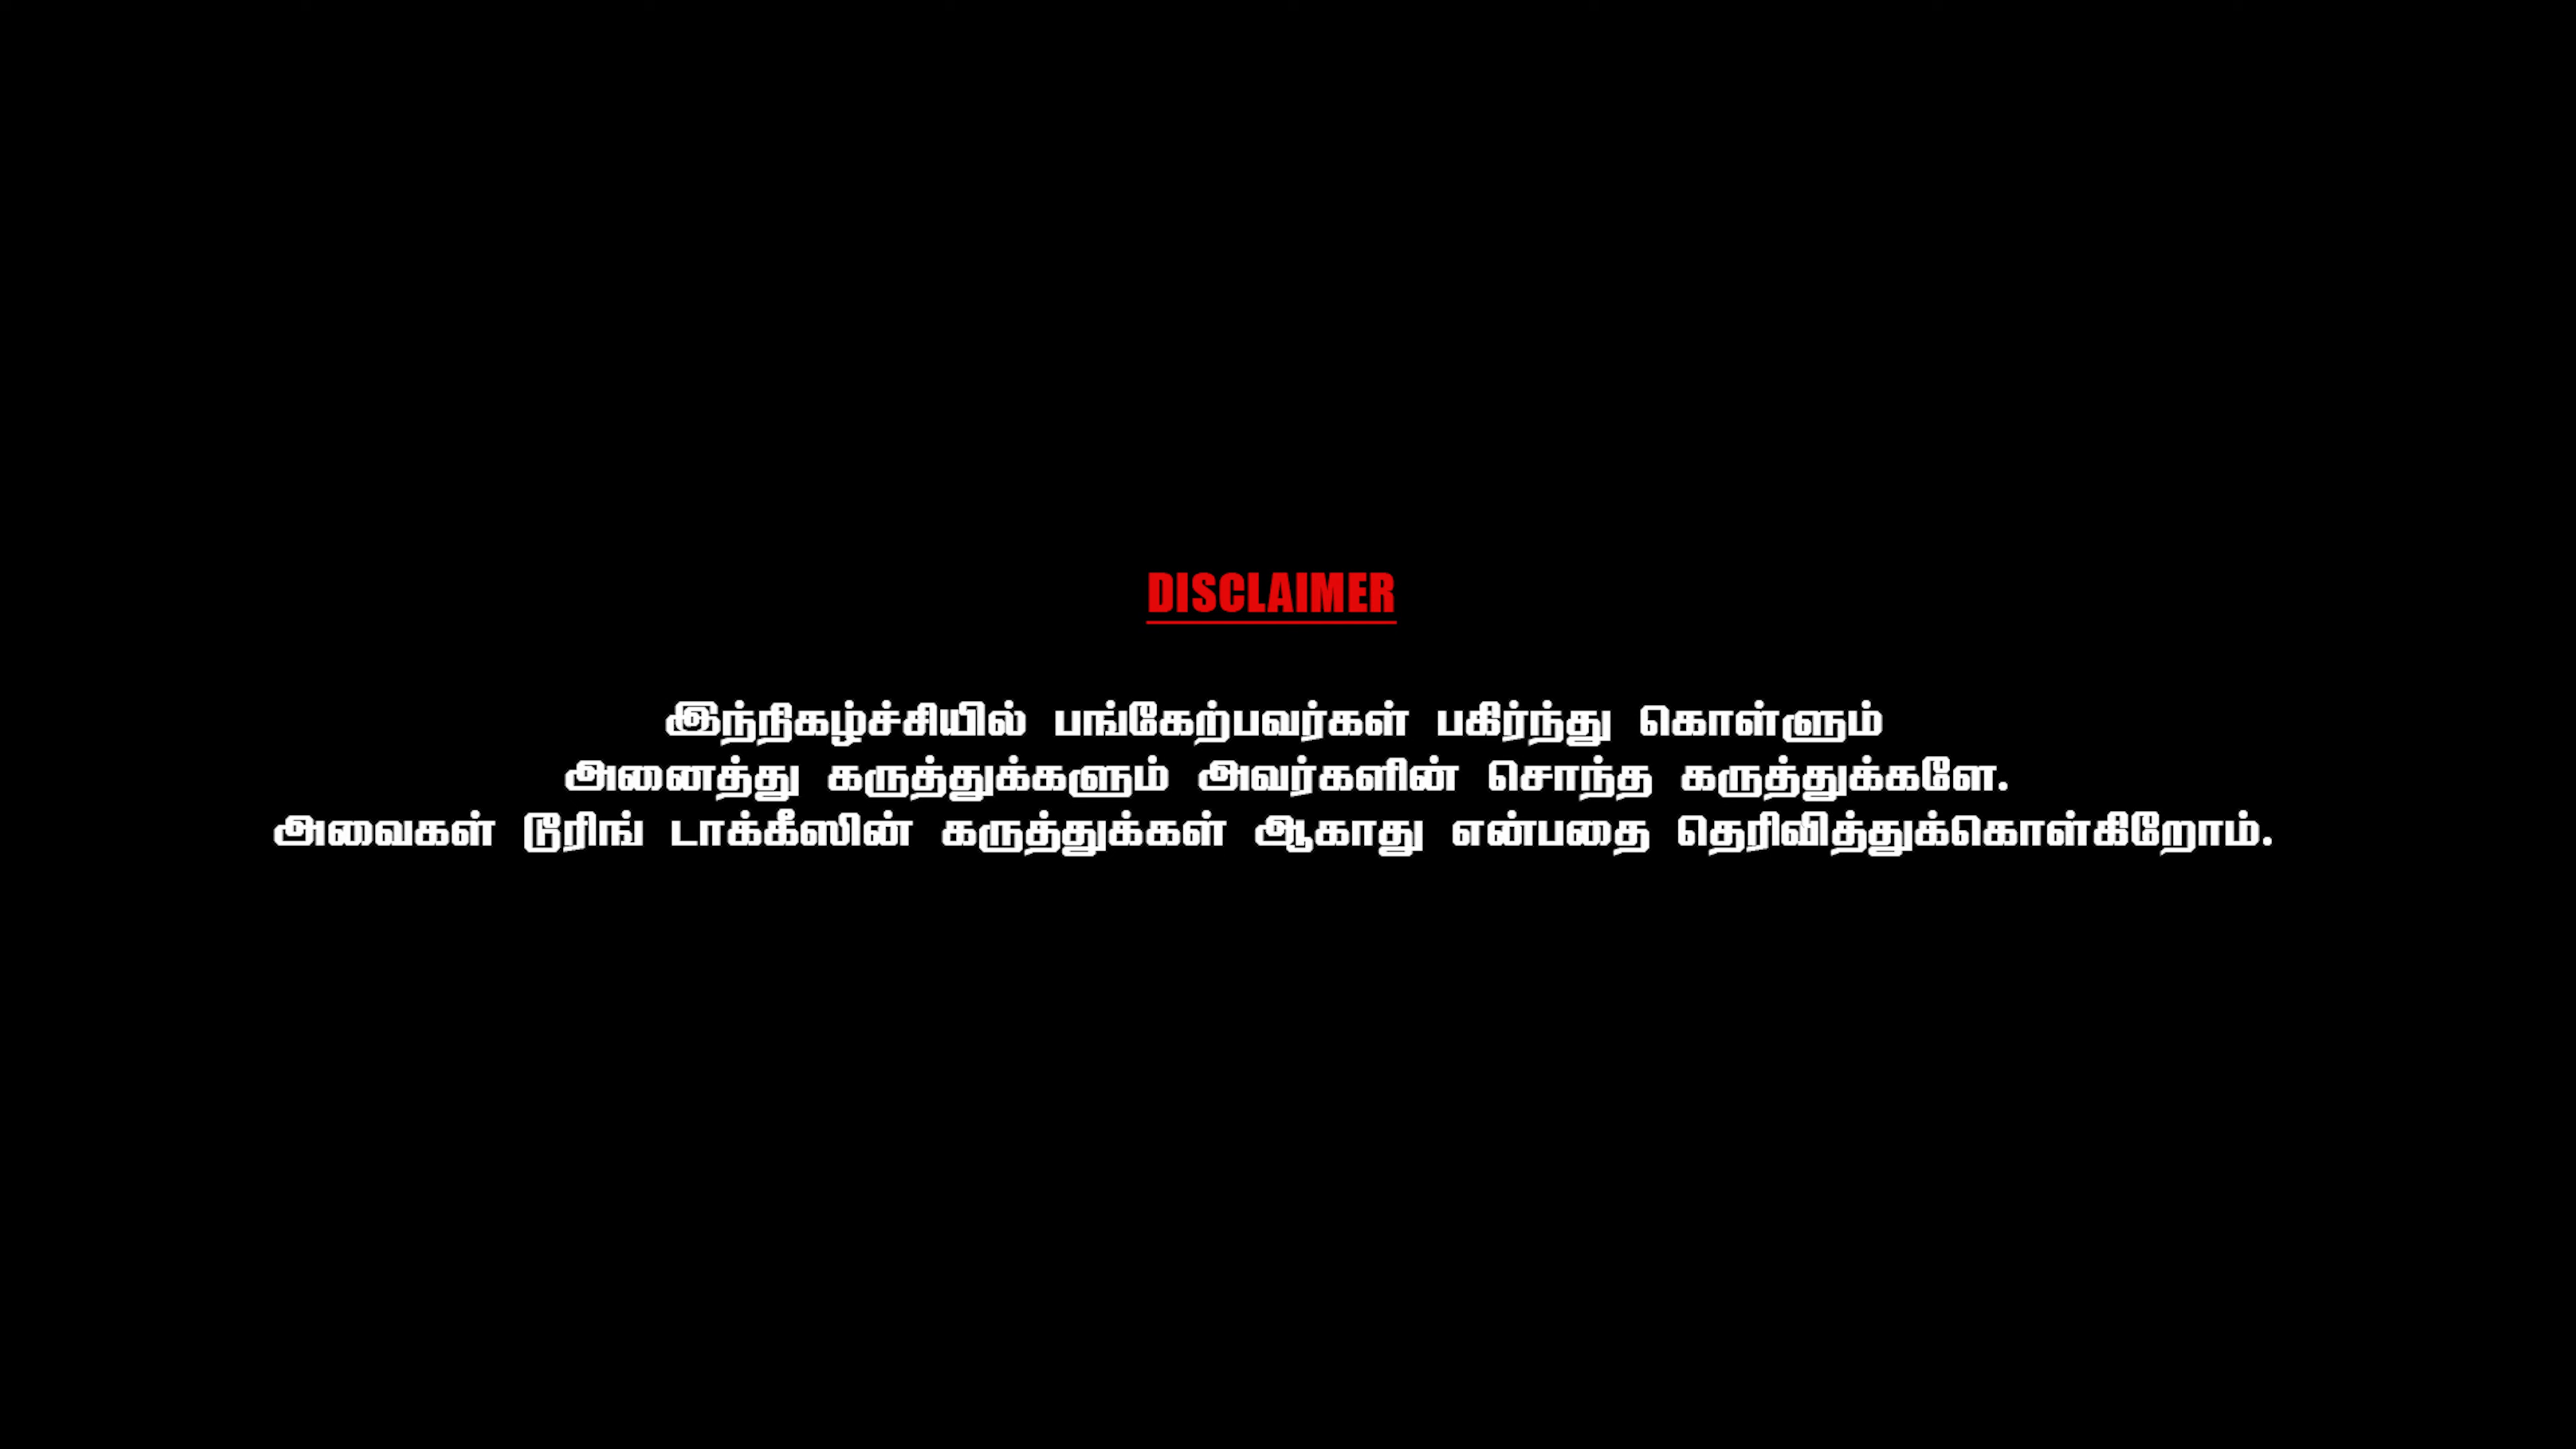 DISCLAIMER
இந்நிகழ்ச்சியில் பங்கேற்பவர்கள் பகிர்ந்து கொள்ளும்
அனைத்து கருத்துக்களும் அவர்களின் சொந்த கருத்துக்களே.
அவைகள் டூரிங் டாக்கீஸின் கருத்துக்கள் ஆகாது என்பதை தெரிவித்துக்கொள்கிறோம்.